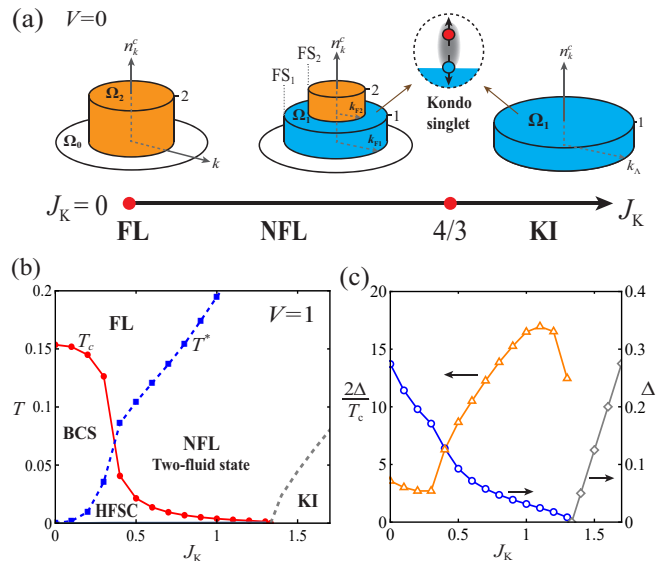 (a) V=0
n_k^c
Ω₂
2
Ω₀
k
FS₂
FS₁
n_k^c
2
Ω₁
k_F2
1
k_F1
Kondo
singlet
n_k^c
Ω₁
1
k_Λ
J_K = 0
FL
NFL
4/3
KI
J_K
(b)
V=1
0.2
0.15
0.1
0.05
0
T
FL
T_c
T*
BCS
NFL
Two-fluid state
HFSC
KI
0 0.5 1 1.5
J_K
(c)
20
15
10
5
0
2Δ/T_c
0.4
0.3
0.2
0.1
0
Δ
0 0.5 1 1.5
J_K